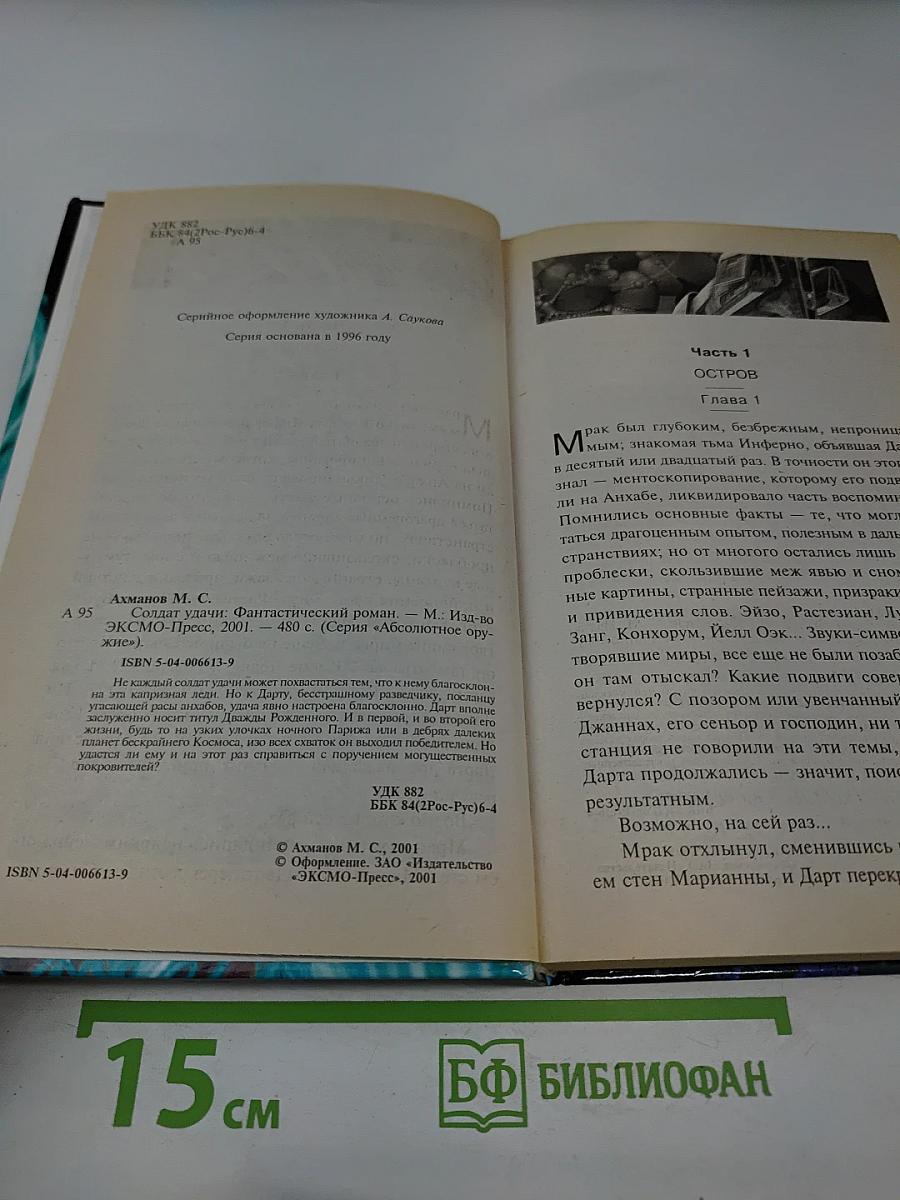 УДК 882
ББК 84(2Рос-Рус)6-4
А 95
Серийное оформление художника А. Саукова
Серия основана в 1996 году
Ахманов М. С.
А 95 Солдат удачи: Фантастический роман. — М.: Изд-во
ЭКСМО-Пресс, 2001. — 480 с. (Серия «Абсолютное ору-
жие»).
ISBN 5-04-006613-9
Не каждый солдат удачи может похвастаться тем, что к нему благосклон-
на эта капризная леди. Но к Дарту, бесстрашному разведчику, посланцу
угасающей расы анхабов, удача явно настроена благосклонно. Дарт вполне
заслуженно носит титул Дважды Рожденного. И в первой, и во второй его
жизни, будь то на узких улочках ночного Парижа или в дебрях далеких
планет бескрайнего Космоса, изо всех схваток он выходил победителем. Но
удастся ли ему и на этот раз справиться с поручением могущественных
покровителей?
УДК 882
ББК 84(2Рос-Рус)6-4
© Ахманов М. С., 2001
© Оформление. ЗАО «Издательство
«ЭКСМО-Пресс», 2001
ISBN 5-04-006613-9
Часть 1
ОСТРОВ
Глава 1
Мрак был глубоким, безбрежным, непрониц
мым; знакомая тьма Инферно, объявшая Да
в десятый или двадцатый раз. В точности он этог
знал — ментоскопирование, которому его подв
ли на Анхабе, ликвидировало часть воспомин
Помнились основные факты — те, что могл
таться драгоценным опытом, полезным в даль
странствиях; но от многого остались лишь
проблески, скользившие меж явью и сном
ные картины, странные пейзажи, призраки
и привидения слов. Эйзо, Растезиан, Лу
Занг, Конхорум, Йелл Оэк... Звуки-симво
творявшие миры, все еще не были позаб
он там отыскал? Какие подвиги совер
вернулся? С позором или увенчанный
Джаннах, его сеньор и господин, ни т
станция не говорили на эти темы,
Дарта продолжались — значит, поис
результатным.
Возможно, на сей раз...
Мрак отхлынул, сменившись
ем стен Марианны, и Дарт перекр
15 см
БФ БИБЛИОФАН